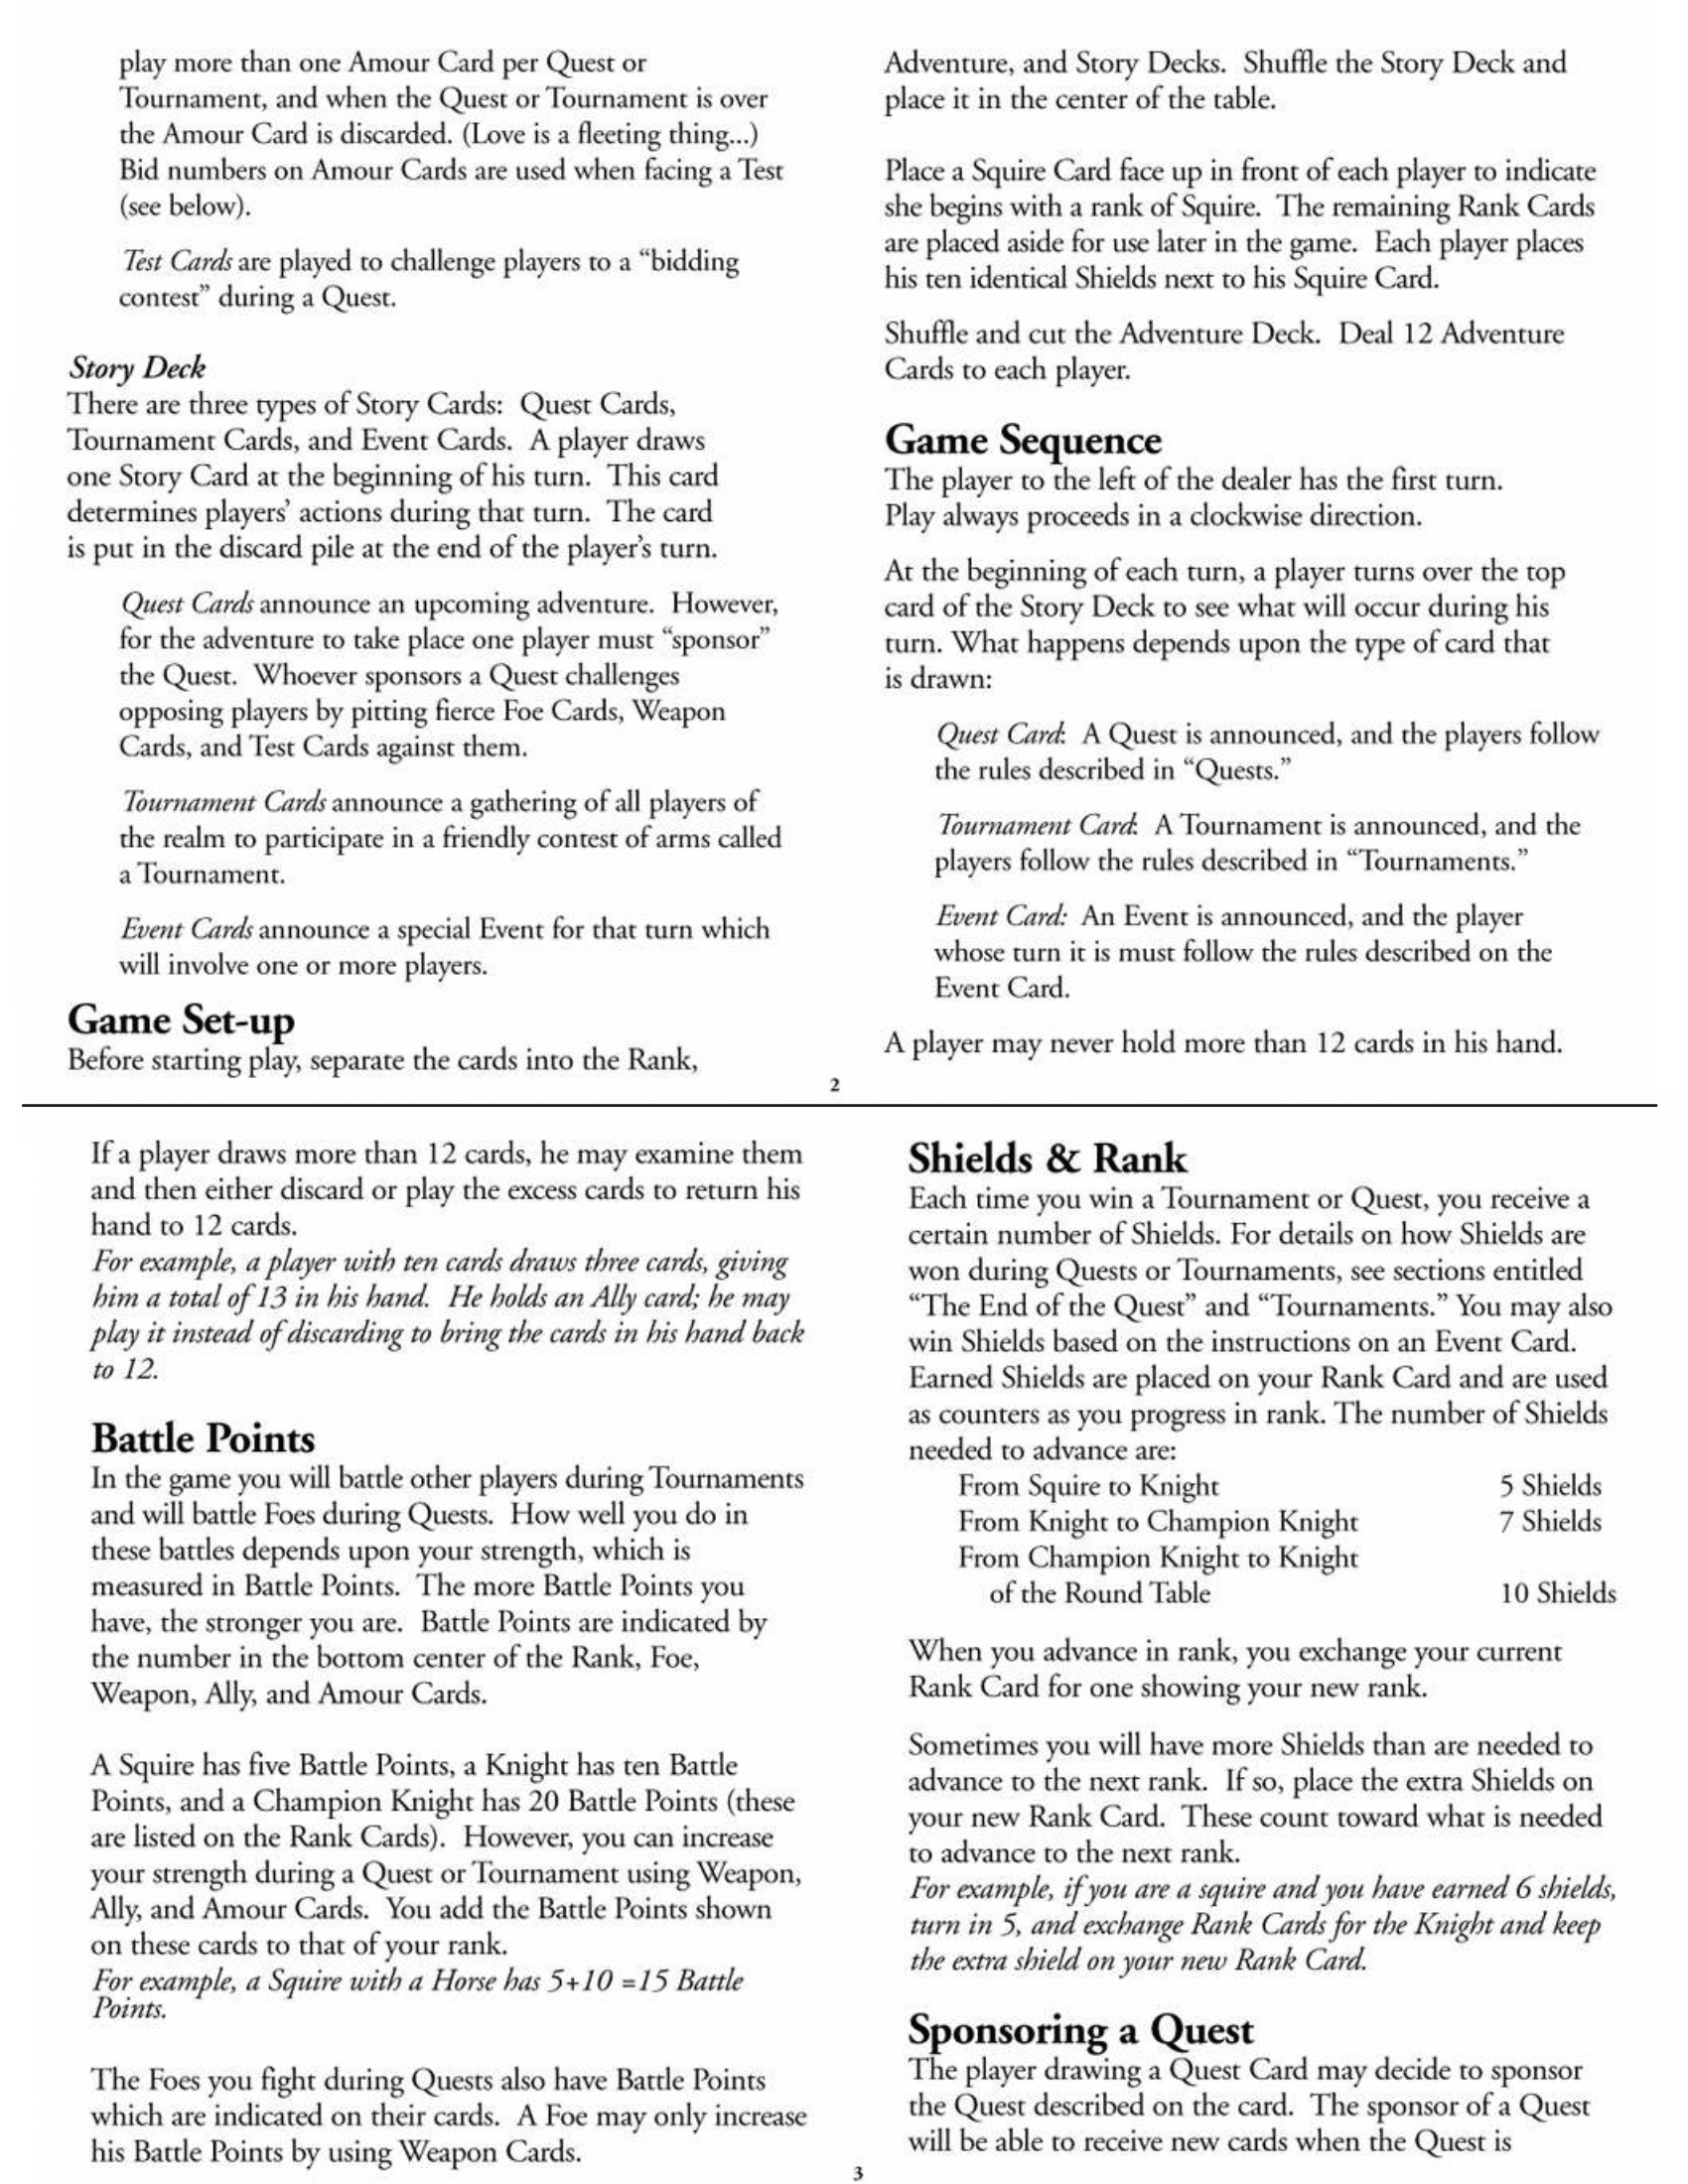 play more than one Amour Card per Quest or
Tournament, and when the Quest or Tournament is over
the Amour Card is discarded. (Love is a fleeting thing...)
Bid numbers on Amour Cards are used when facing a Test
(see below).
Test Cards are played to challenge players to a “bidding
contest” during a Quest.
Story Deck
There are three types of Story Cards: Quest Cards,
Tournament Cards, and Event Cards. A player draws
one Story Card at the beginning of his turn. This card
determines players’ actions during that turn. The card
is put in the discard pile at the end of the player’s turn.
Quest Cards announce an upcoming adventure. However,
for the adventure to take place one player must “sponsor”
the Quest. Whoever sponsors a Quest challenges
opposing players by pitting fierce Foe Cards, Weapon
Cards, and Test Cards against them.
Tournament Cards announce a gathering of all players of
the realm to participate in a friendly contest of arms called
a Tournament.
Event Cards announce a special Event for that turn which
will involve one or more players.
Game Set-up
Before starting play, separate the cards into the Rank,
Adventure, and Story Decks. Shuffle the Story Deck and
place it in the center of the table.
Place a Squire Card face up in front of each player to indicate
she begins with a rank of Squire. The remaining Rank Cards
are placed aside for use later in the game. Each player places
his ten identical Shields next to his Squire Card.
Shuffle and cut the Adventure Deck. Deal 12 Adventure
Cards to each player.
Game Sequence
The player to the left of the dealer has the first turn.
Play always proceeds in a clockwise direction.
At the beginning of each turn, a player turns over the top
card of the Story Deck to see what will occur during his
turn. What happens depends upon the type of card that
is drawn:
Quest Card: A Quest is announced, and the players follow
the rules described in “Quests.”
Tournament Card: A Tournament is announced, and the
players follow the rules described in “Tournaments.”
Event Card: An Event is announced, and the player
whose turn it is must follow the rules described on the
Event Card.
A player may never hold more than 12 cards in his hand.
2
If a player draws more than 12 cards, he may examine them
and then either discard or play the excess cards to return his
hand to 12 cards.
For example, a player with ten cards draws three cards, giving
him a total of 13 in his hand. He holds an Ally card; he may
play it instead of discarding to bring the cards in his hand back
to 12.
Battle Points
In the game you will battle other players during Tournaments
and will battle Foes during Quests. How well you do in
these battles depends upon your strength, which is
measured in Battle Points. The more Battle Points you
have, the stronger you are. Battle Points are indicated by
the number in the bottom center of the Rank, Foe,
Weapon, Ally, and Amour Cards.
A Squire has five Battle Points, a Knight has ten Battle
Points, and a Champion Knight has 20 Battle Points (these
are listed on the Rank Cards). However, you can increase
your strength during a Quest or Tournament using Weapon,
Ally, and Amour Cards. You add the Battle Points shown
on these cards to that of your rank.
For example, a Squire with a Horse has 5+10 =15 Battle
Points.
The Foes you fight during Quests also have Battle Points
which are indicated on their cards. A Foe may only increase
his Battle Points by using Weapon Cards.
Shields & Rank
Each time you win a Tournament or Quest, you receive a
certain number of Shields. For details on how Shields are
won during Quests or Tournaments, see sections entitled
“The End of the Quest” and “Tournaments.” You may also
win Shields based on the instructions on an Event Card.
Earned Shields are placed on your Rank Card and are used
as counters as you progress in rank. The number of Shields
needed to advance are:
From Squire to Knight 5 Shields
From Knight to Champion Knight 7 Shields
From Champion Knight to Knight
of the Round Table 10 Shields
When you advance in rank, you exchange your current
Rank Card for one showing your new rank.
Sometimes you will have more Shields than are needed to
advance to the next rank. If so, place the extra Shields on
your new Rank Card. These count toward what is needed
to advance to the next rank.
For example, if you are a squire and you have earned 6 shields,
turn in 5, and exchange Rank Cards for the Knight and keep
the extra shield on your new Rank Card.
Sponsoring a Quest
The player drawing a Quest Card may decide to sponsor
the Quest described on the card. The sponsor of a Quest
will be able to receive new cards when the Quest is
3